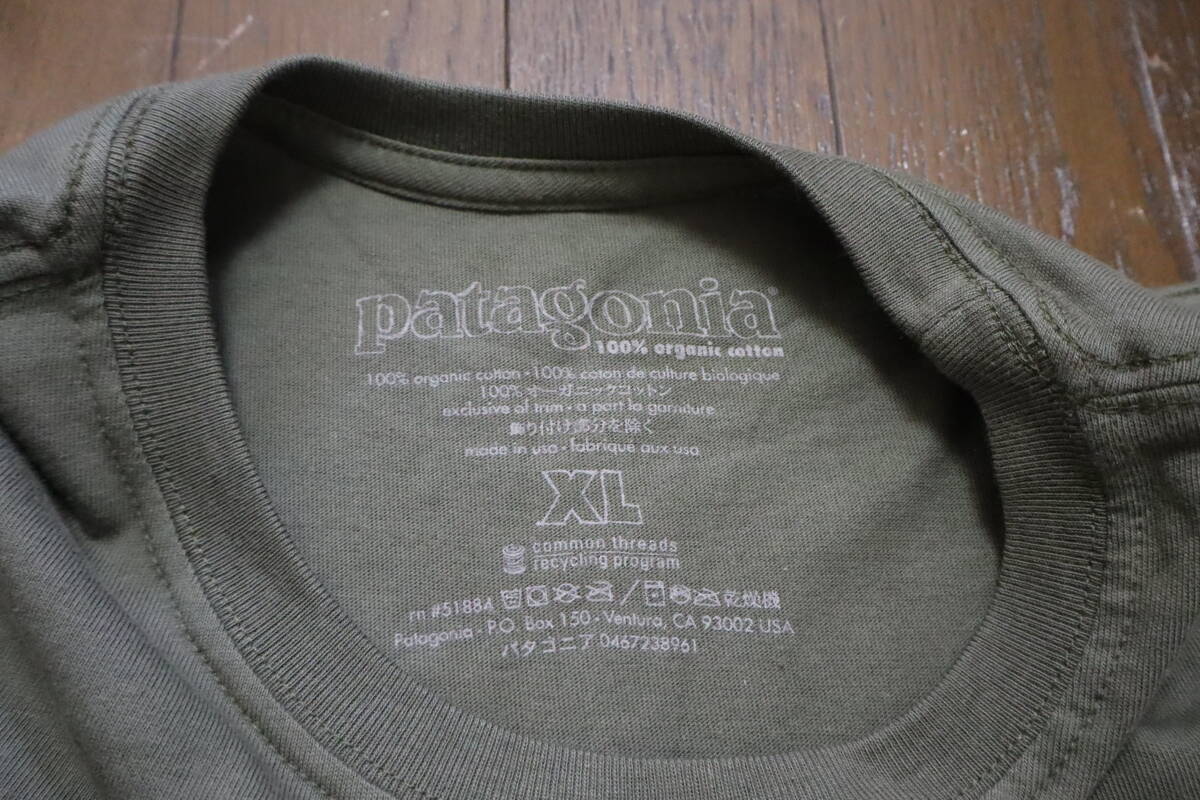 patagonia®
100% organic cotton
100% organic cotton - 100% coton de culture biologique
100% オーガニックコットン
exclusive of trim - a part la garniture
飾り付け部分を除く
made in usa - fabrique aux usa
XL
common threads
recycling program
rn #51884 乾燥機
Patagonia - P.O. Box 150 - Ventura, CA 93002 USA
パタゴニア 0467238961